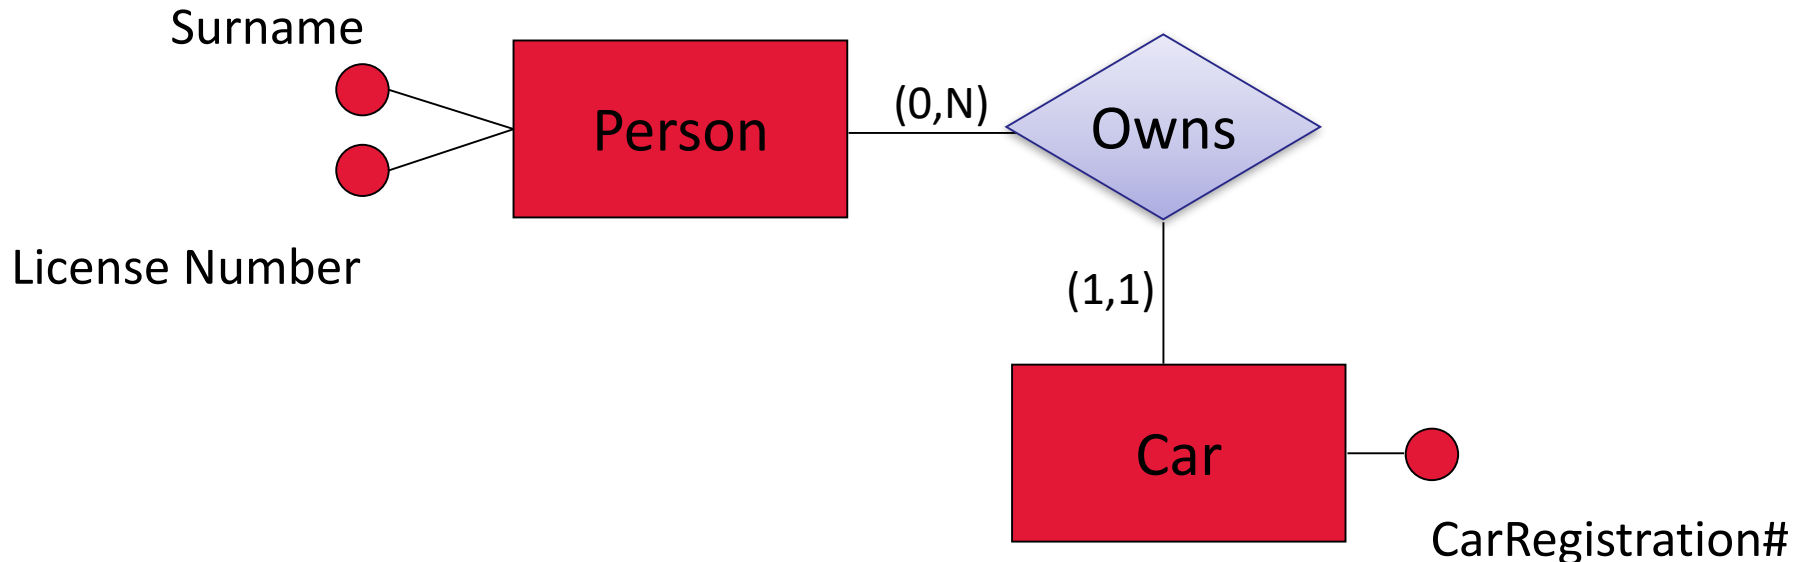 Surname
Person
(0,N)
Owns
License Number
(1,1)
Car
CarRegistration#